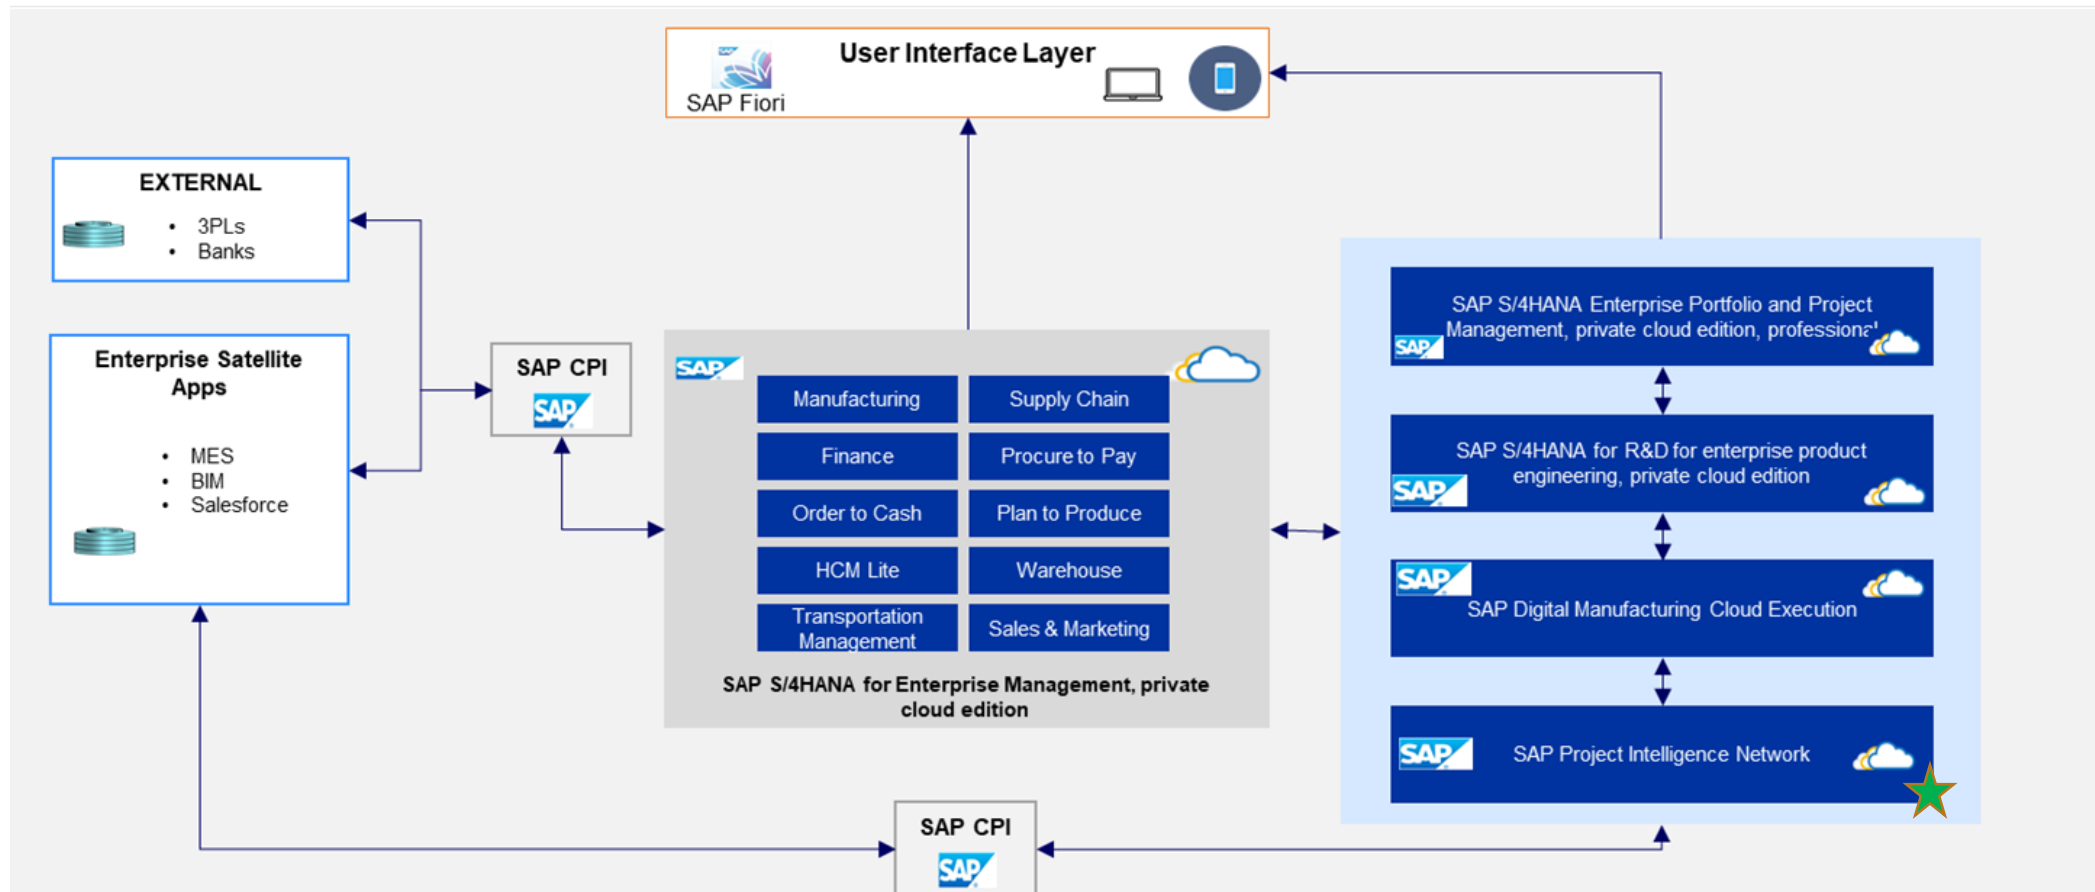 User Interface Layer
SAP
SAP Fiori
EXTERNAL
• 3PLs
• Banks
Enterprise Satellite
Apps
• MES
• BIM
• Salesforce
SAP CPI
SAP
SAP
Manufacturing
Supply Chain
Finance
Procure to Pay
Order to Cash
Plan to Produce
HCM Lite
Warehouse
Transportation
Management
Sales & Marketing
SAP S/4HANA for Enterprise Management, private
cloud edition
SAP S/4HANA Enterprise Portfolio and Project
Management, private cloud edition, professional
SAP
SAP S/4HANA for R&D for enterprise product
engineering, private cloud edition
SAP
SAP
SAP Digital Manufacturing Cloud Execution
SAP
SAP Project Intelligence Network
SAP CPI
SAP